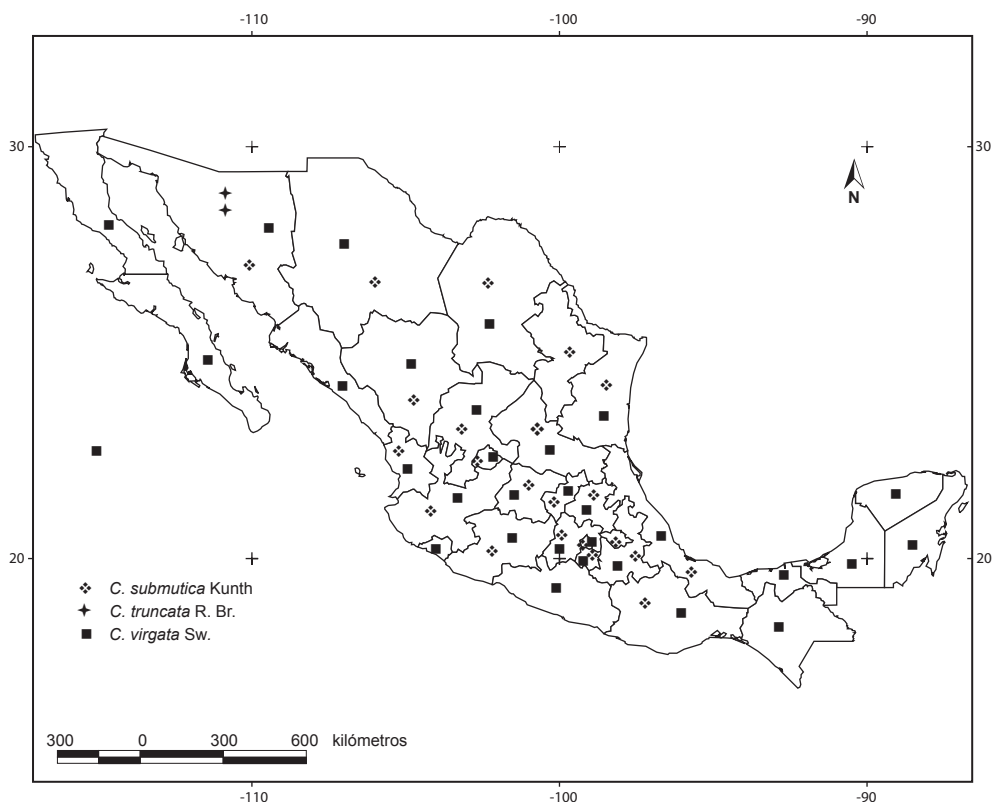 -110 -100 -90
30 30
N
20 20
C. submutica Kunth
C. truncata R. Br.
C. virgata Sw.
300 0 300 600 kilómetros
-110 -100 -90